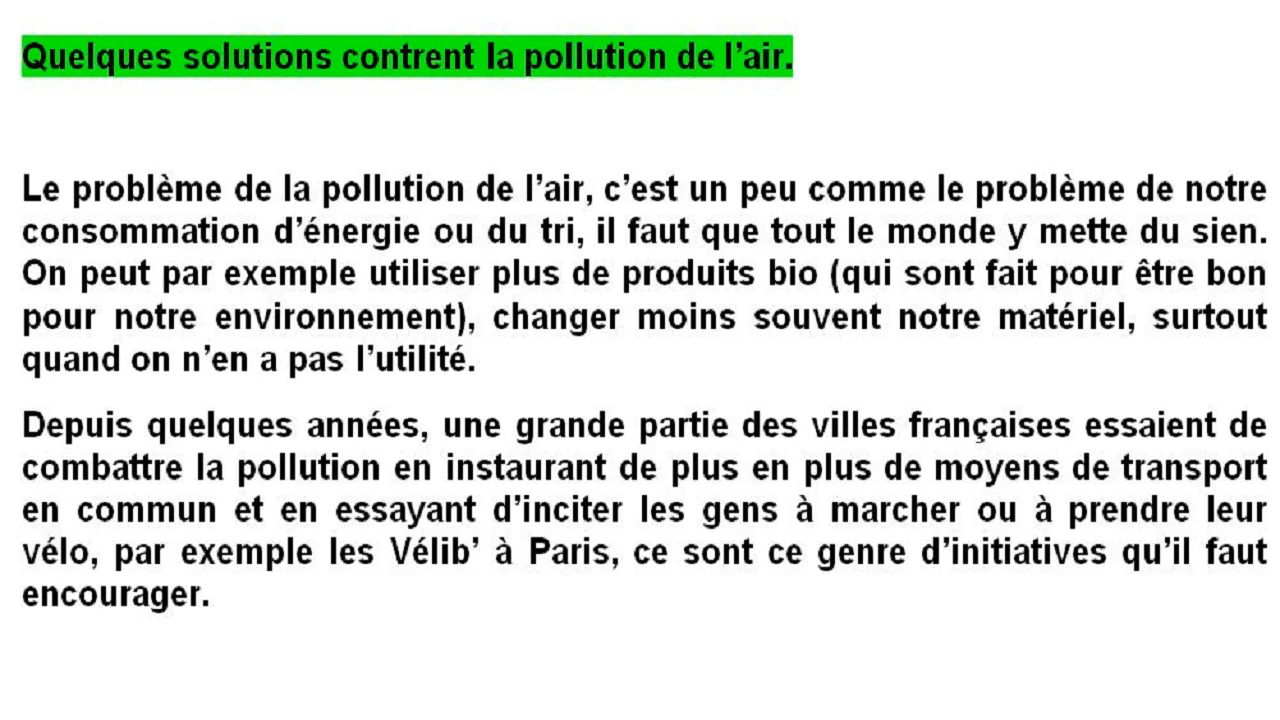 Quelques solutions contrent la pollution de l’air.
Le problème de la pollution de l’air, c’est un peu comme le problème de notre
consommation d’énergie ou du tri, il faut que tout le monde y mette du sien.
On peut par exemple utiliser plus de produits bio (qui sont fait pour être bon
pour notre environnement), changer moins souvent notre matériel, surtout
quand on n’en a pas l’utilité.
Depuis quelques années, une grande partie des villes françaises essaient de
combattre la pollution en instaurant de plus en plus de moyens de transport
en commun et en essayant d’inciter les gens à marcher ou à prendre leur
vélo, par exemple les Vélib’ à Paris, ce sont ce genre d’initiatives qu’il faut
encourager.